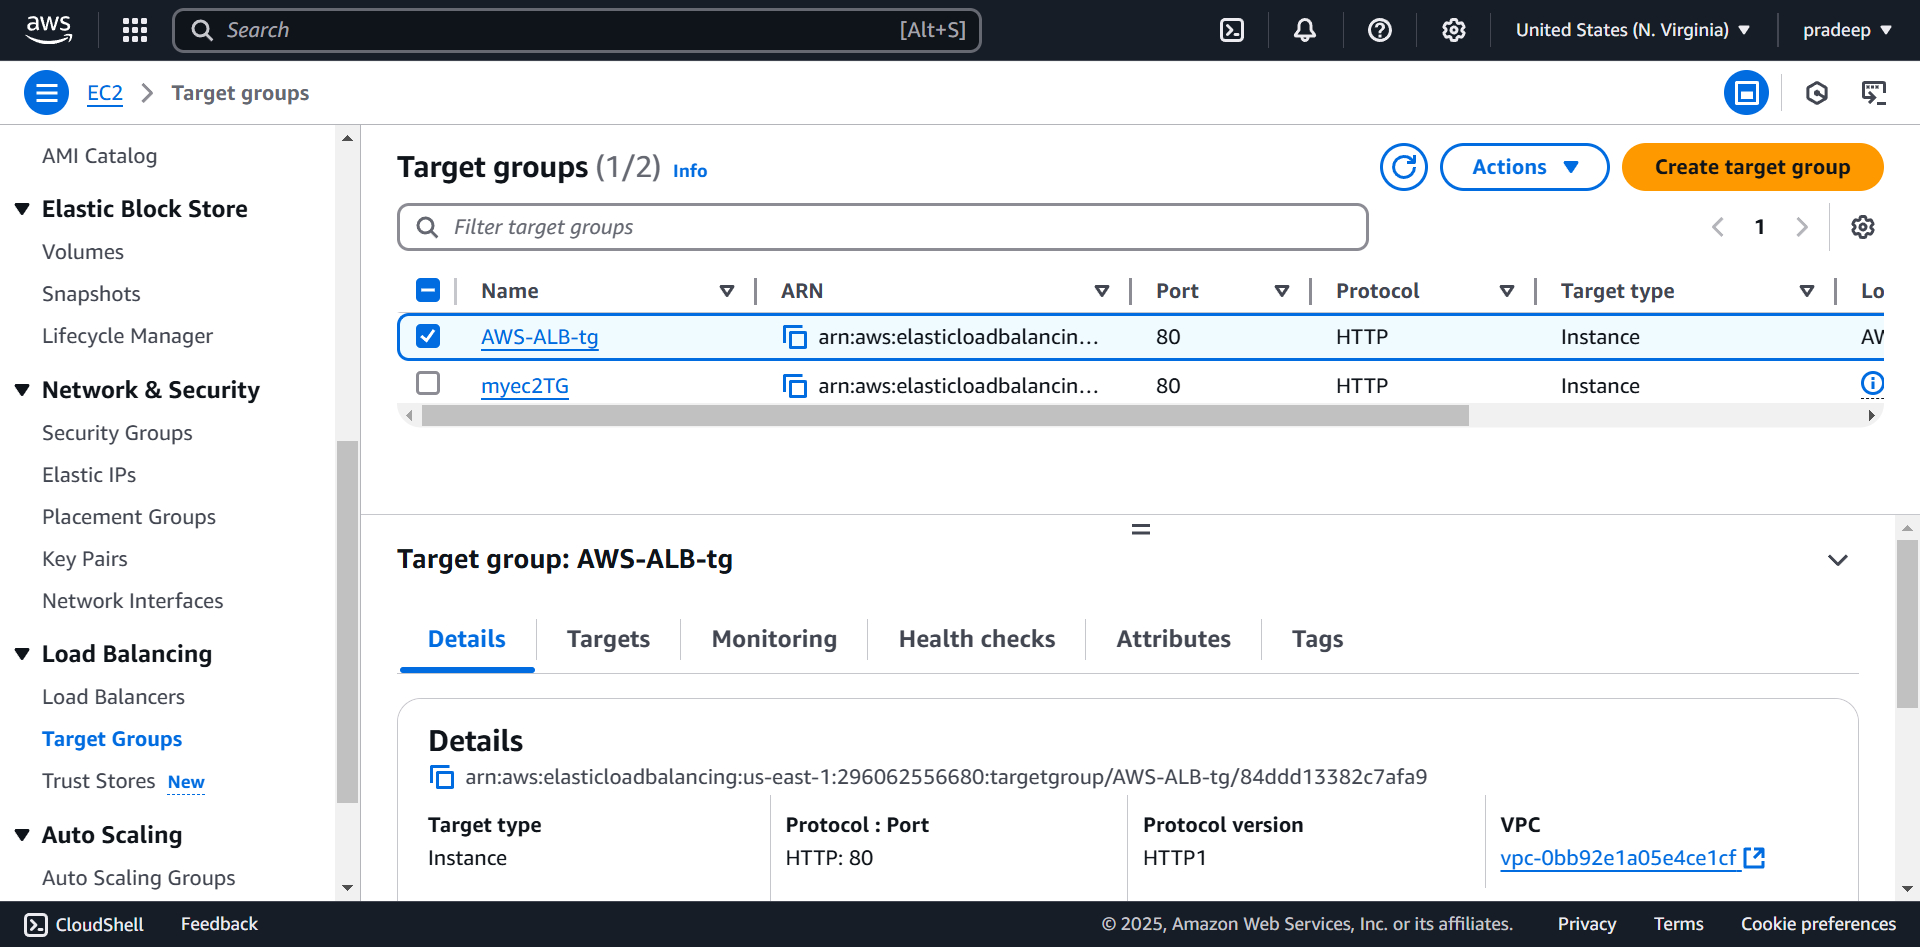 aws
Search [Alt+S]
United States (N. Virginia)
pradeep
EC2
Target groups
AMI Catalog
Elastic Block Store
Volumes
Snapshots
Lifecycle Manager
Network & Security
Security Groups
Elastic IPs
Placement Groups
Key Pairs
Network Interfaces
Load Balancing
Load Balancers
Target Groups
Trust Stores New
Auto Scaling
Auto Scaling Groups
Target groups (1/2) Info
Actions
Create target group
Filter target groups
1
Name ARN Port Protocol Target type Lo
AWS-ALB-tg arn:aws:elasticloadbalancin... 80 HTTP Instance AW
myec2TG arn:aws:elasticloadbalancin... 80 HTTP Instance
Target group: AWS-ALB-tg
Details Targets Monitoring Health checks Attributes Tags
Details
arn:aws:elasticloadbalancing:us-east-1:296062556680:targetgroup/AWS-ALB-tg/84ddd13382c7afa9
Target type
Instance
Protocol : Port
HTTP: 80
Protocol version
HTTP1
VPC
vpc-0bb92e1a05e4ce1cf
CloudShell Feedback © 2025, Amazon Web Services, Inc. or its affiliates. Privacy Terms Cookie preferences